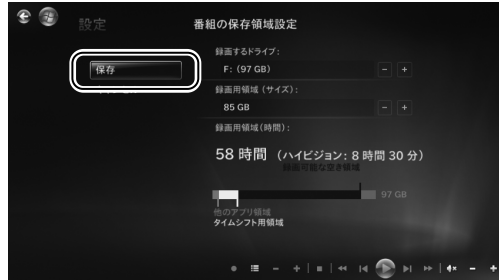 設定
番組の保存領域設定
保存
録画するドライブ:
F: (97 GB)
録画用領域 (サイズ):
85 GB
録画用領域(時間):
58 時間 (ハイビジョン: 8 時間 30 分)
録画可能な空き領域
97 GB
他のアプリ領域
タイムシフト用領域